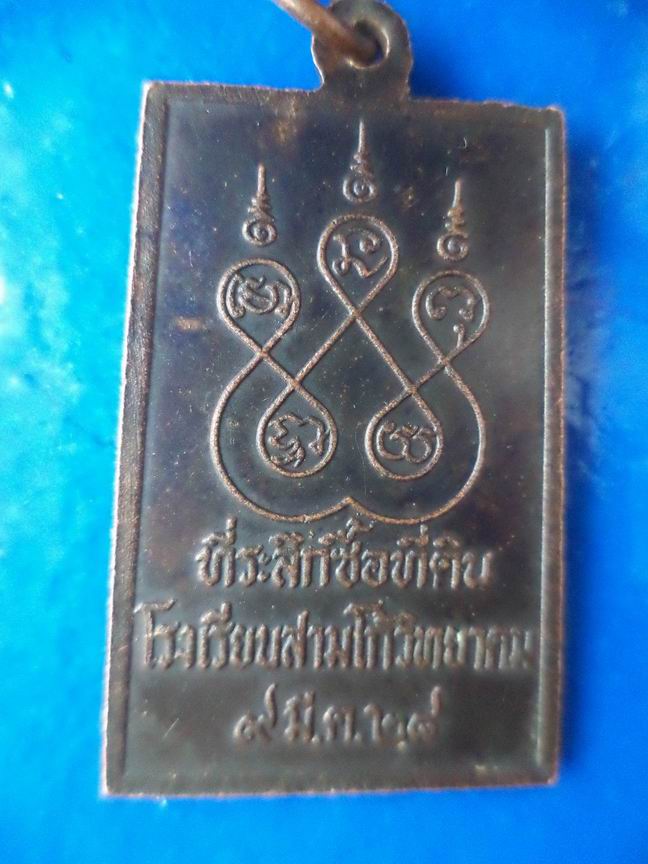 ที่ระลึกซื้อที่ดิน
โรงเรียนสามโก้วิทยาคม
๙ มี.ค. ๒๘